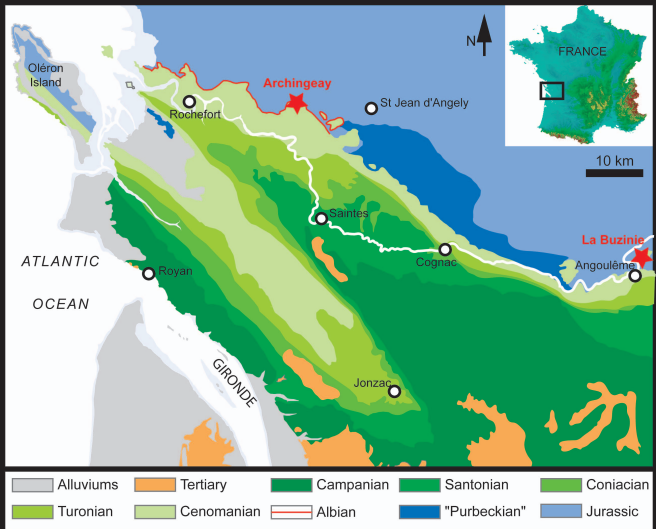 N
FRANCE
10 km
Oléron
Island
Archingeay
Rochefort
St Jean d'Angely
Saintes
Cognac
La Buzinie
Angoulême
ATLANTIC
OCEAN
Royan
GIRONDE
Jonzac
Alluviums
Tertiary
Campanian
Santonian
Coniacian
Turonian
Cenomanian
Albian
"Purbeckian"
Jurassic